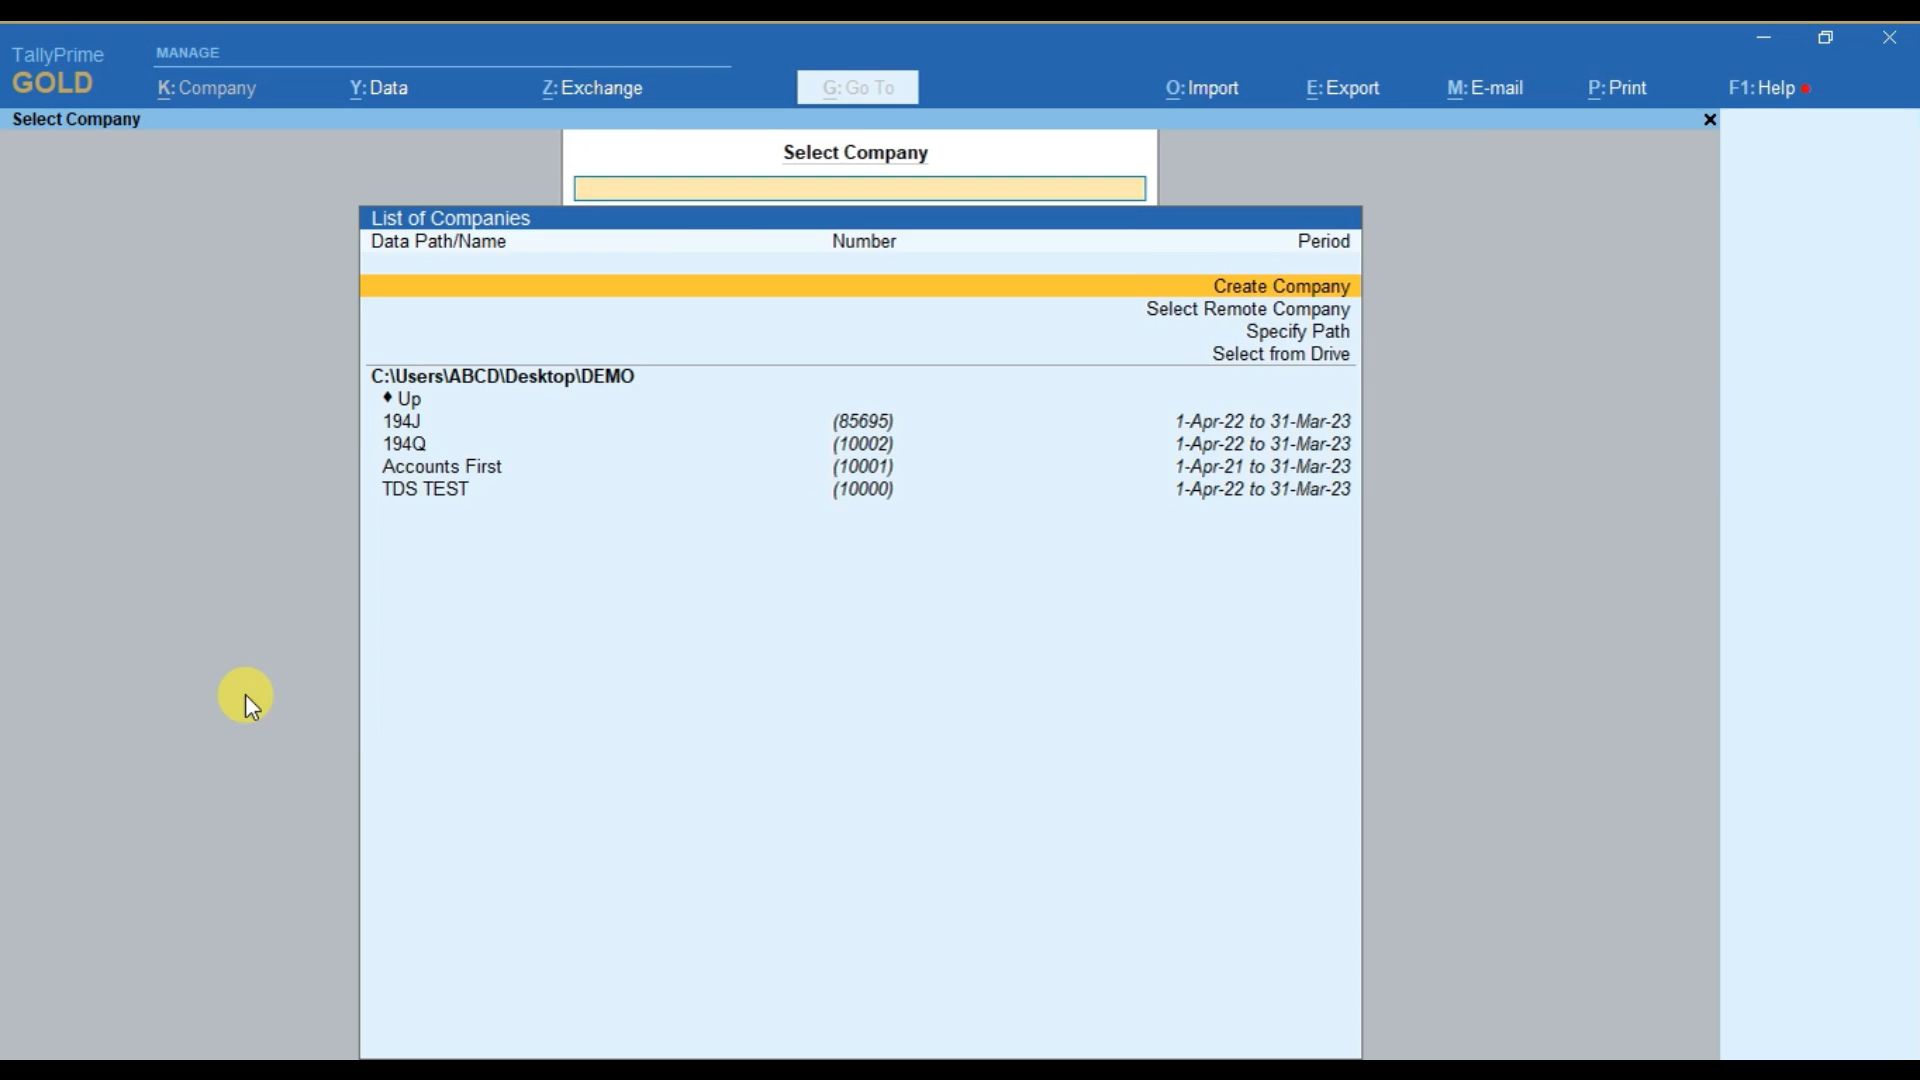 TallyPrime
GOLD
MANAGE
K: Company Y: Data Z: Exchange G: Go To O: Import E: Export M: E-mail P: Print F1: Help
Select Company
Select Company
List of Companies
Data Path/Name Number Period
Create Company
Select Remote Company
Specify Path
Select from Drive
C:\Users\ABCD\Desktop\DEMO
♦ Up
194J (85695) 1-Apr-22 to 31-Mar-23
194Q (10002) 1-Apr-22 to 31-Mar-23
Accounts First (10001) 1-Apr-21 to 31-Mar-23
TDS TEST (10000) 1-Apr-22 to 31-Mar-23